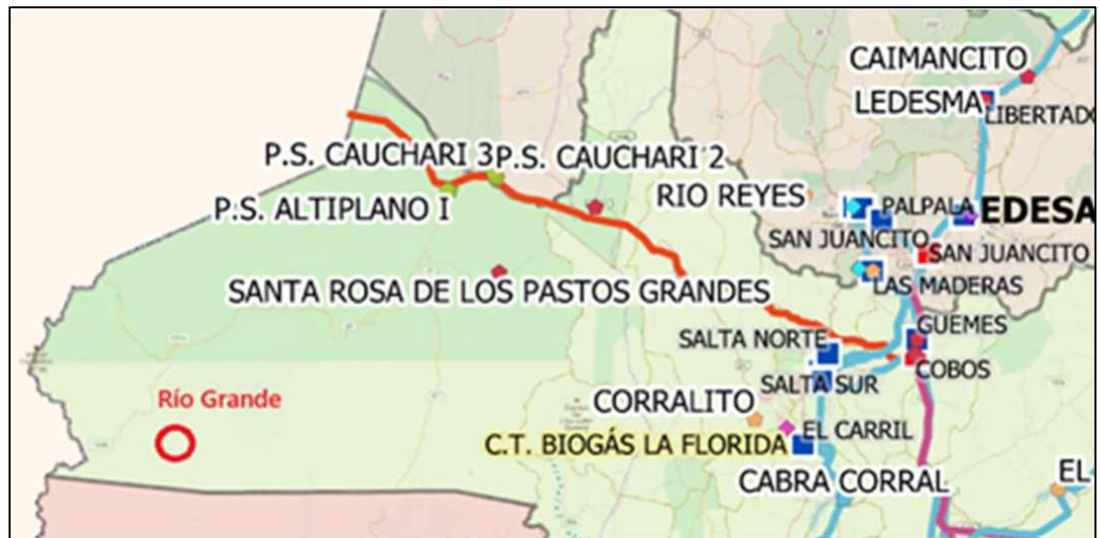 CAIMANCITO
LEDESMA
LIBERTAD
P.S. CAUCHARI 3
P.S. CAUCHARI 2
RIO REYES
P.S. ALTIPLANO I
PALPALA
EDESA
SAN JUANCITO
SAN JUANCITO
LAS MADERAS
SANTA ROSA DE LOS PASTOS GRANDES
GÜEMES
SALTA NORTE
COBOS
SALTA SUR
Río Grande
CORRALITO
EL CARRIL
C.T. BIOGÁS LA FLORIDA
CABRA CORRAL
EL